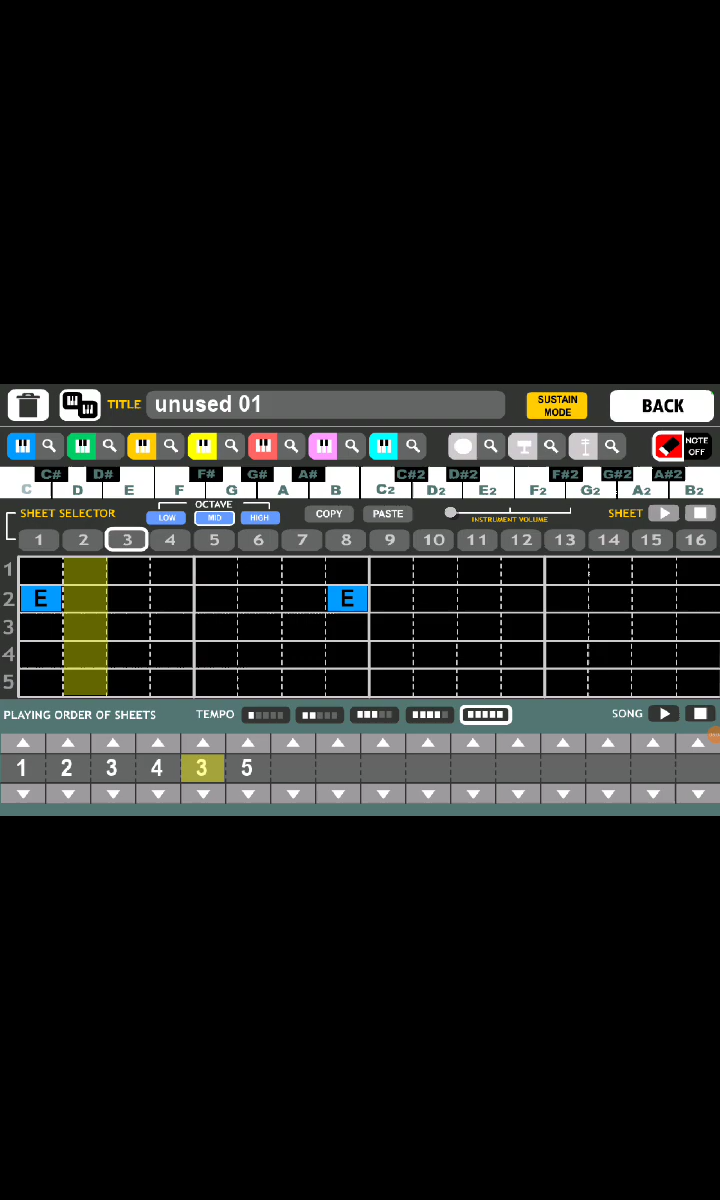 TITLE unused 01 SUSTAIN MODE BACK
NOTE OFF
C# D# F# G# A# C#2 D#2 F#2 G#2 A#2
C D E F G A B C2 D2 E2 F2 G2 A2 B2
SHEET SELECTOR OCTAVE LOW MID HIGH COPY PASTE INSTRUMENT VOLUME SHEET
1 2 3 4 5 6 7 8 9 10 11 12 13 14 15 16
1
2 E E
3
4
5
PLAYING ORDER OF SHEETS TEMPO SONG
1 2 3 4 3 5